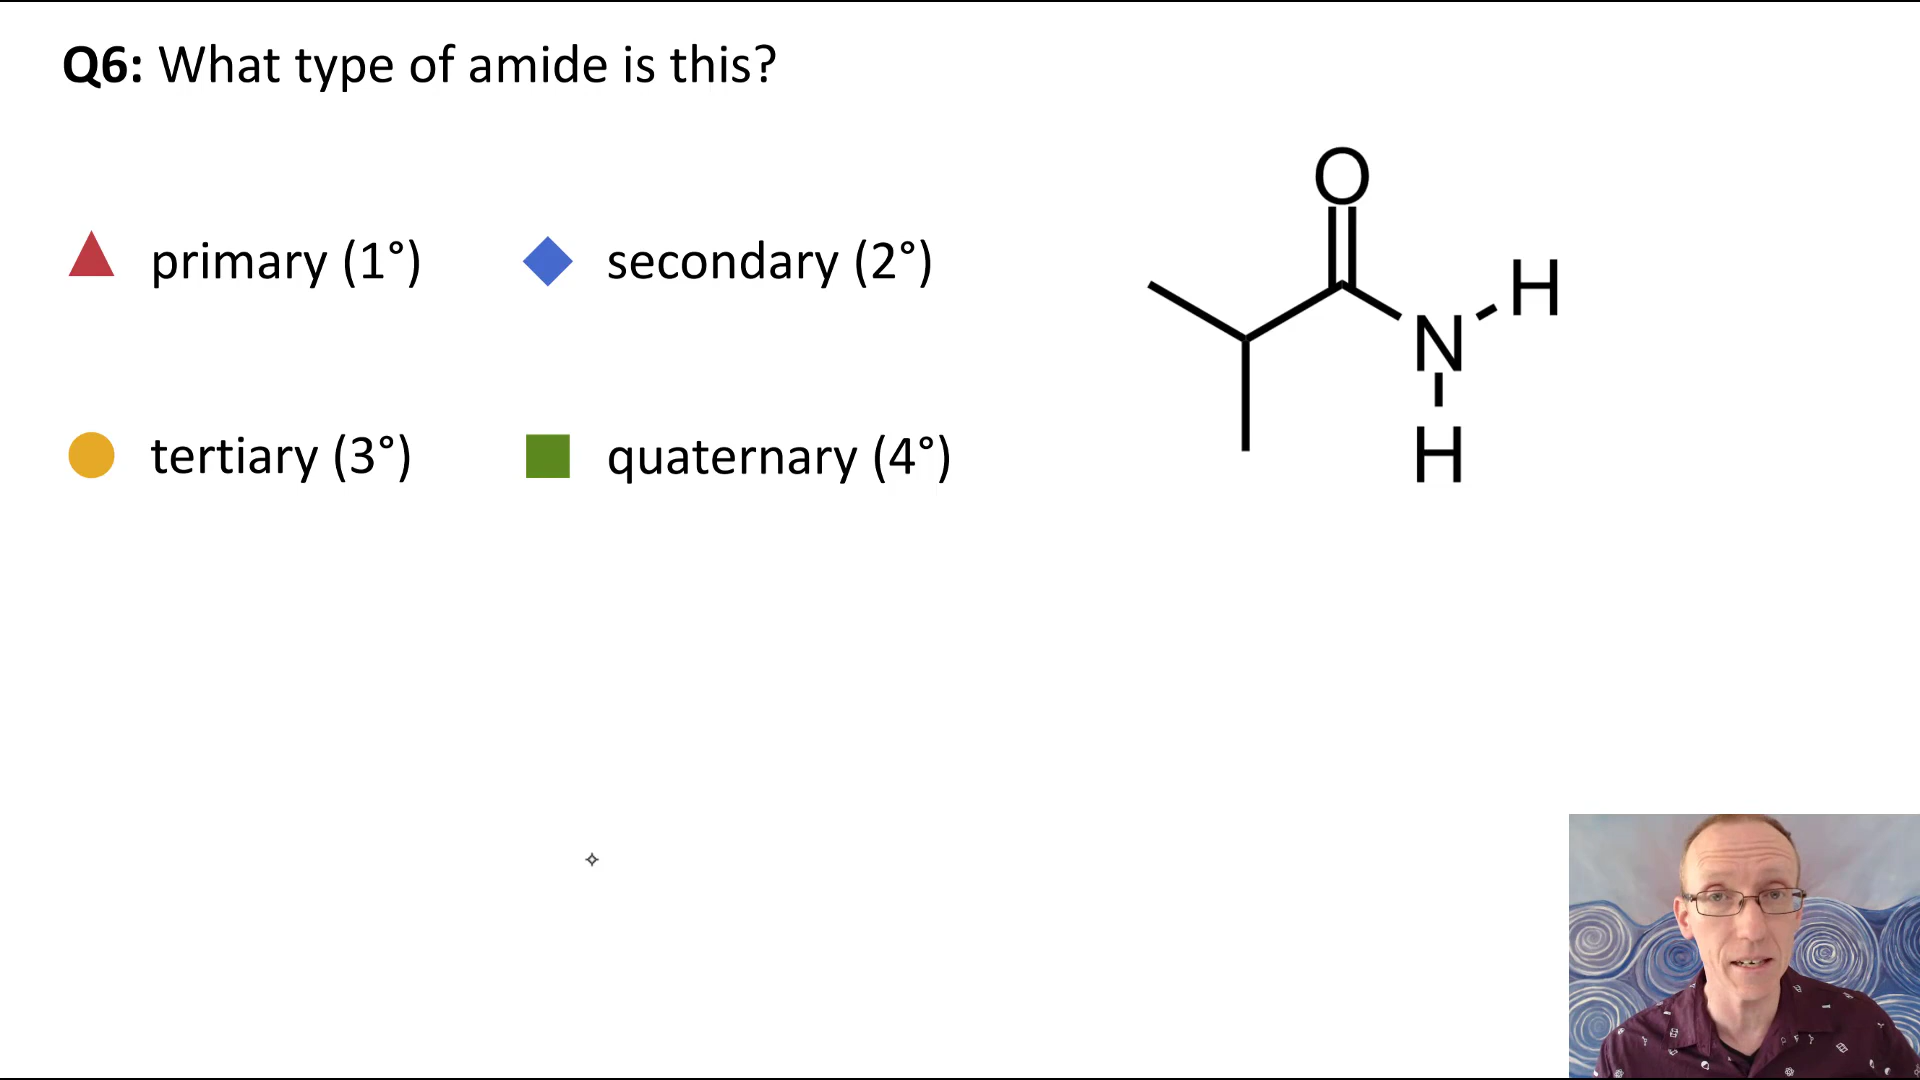 Q6: What type of amide is this?
primary (1°)
secondary (2°)
tertiary (3°)
quaternary (4°)
O
H
N
H